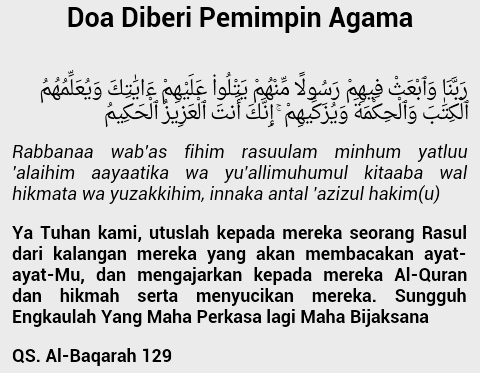 Doa Diberi Pemimpin Agama
رَبَّنَا وَٱبْعَثْ فِيهِمْ رَسُولًا مِّنْهُمْ يَتْلُوا۟ عَلَيْهِمْ ءَايَٰتِكَ وَيُعَلِّمُهُمُ
ٱلْكِتَٰبَ وَٱلْحِكْمَةَ وَيُزَكِّيهِمْ ۚ إِنَّكَ أَنتَ ٱلْعَزِيزُ ٱلْحَكِيمُ
Rabbanaa wab'as fihim rasuulam minhum yatluu
'alaihim aayaatika wa yu'allimuhumul kitaaba wal
hikmata wa yuzakkihim, innaka antal 'azizul hakim(u)
Ya Tuhan kami, utuslah kepada mereka seorang Rasul
dari kalangan mereka yang akan membacakan ayat-
ayat-Mu, dan mengajarkan kepada mereka Al-Quran
dan hikmah serta menyucikan mereka. Sungguh
Engkaulah Yang Maha Perkasa lagi Maha Bijaksana
QS. Al-Baqarah 129